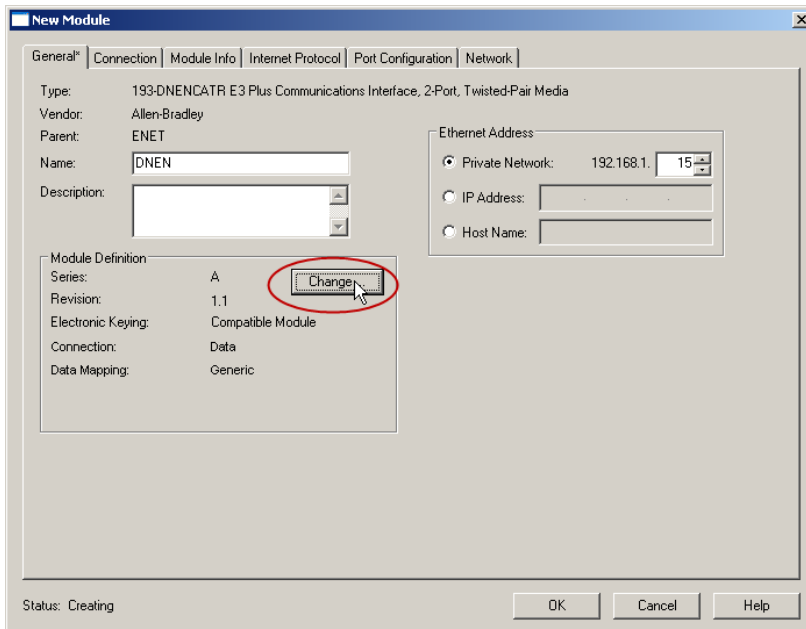 New Module
General* Connection Module Info Internet Protocol Port Configuration Network
Type: 193-DNENCATR E3 Plus Communications Interface, 2-Port, Twisted-Pair Media
Vendor: Allen-Bradley
Parent: ENET
Name: DNEN
Description:
Ethernet Address
Private Network: 192.168.1. 15
IP Address: . . .
Host Name:
Module Definition
Series: A Change...
Revision: 1.1
Electronic Keying: Compatible Module
Connection: Data
Data Mapping: Generic
Status: Creating OK Cancel Help